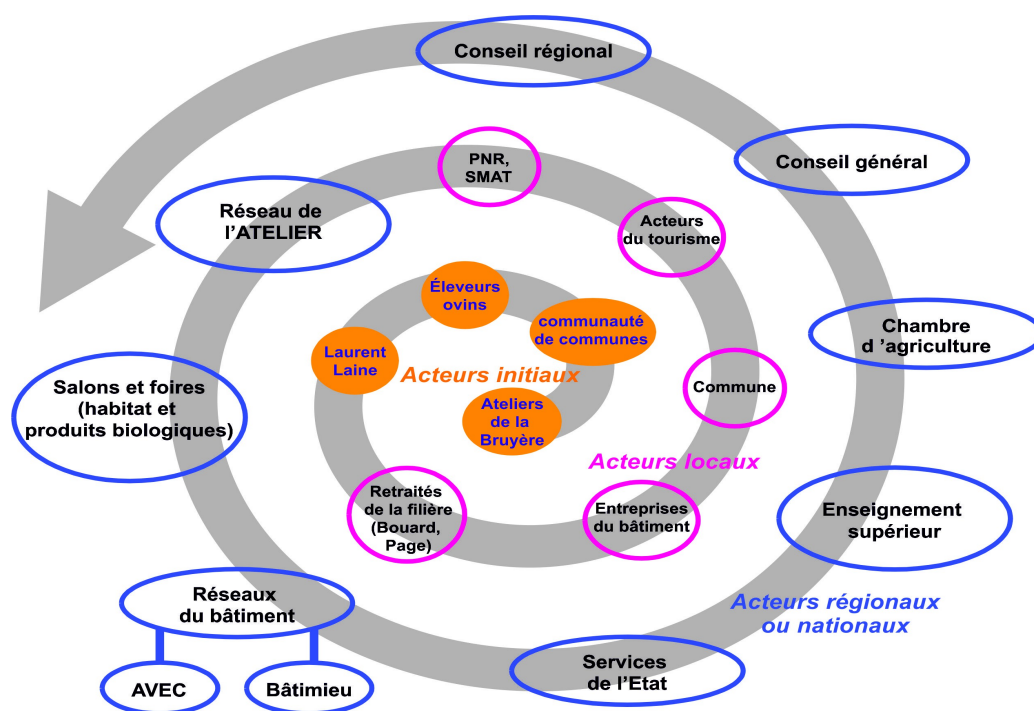 Conseil régional
Conseil général
PNR,
SMAT
Réseau de
l'ATELIER
Acteurs
du tourisme
Éleveurs
ovins
communauté
de communes
Chambre
d 'agriculture
Laurent
Laine
Acteurs initiaux
Commune
Salons et foires
(habitat et
produits biologiques)
Ateliers
de la
Bruyère
Acteurs locaux
Retraités
de la filière
(Bouard,
Page)
Entreprises
du bâtiment
Enseignement
supérieur
Réseaux
du bâtiment
Acteurs régionaux
ou nationaux
Services
de l'Etat
AVEC
Bâtimieu